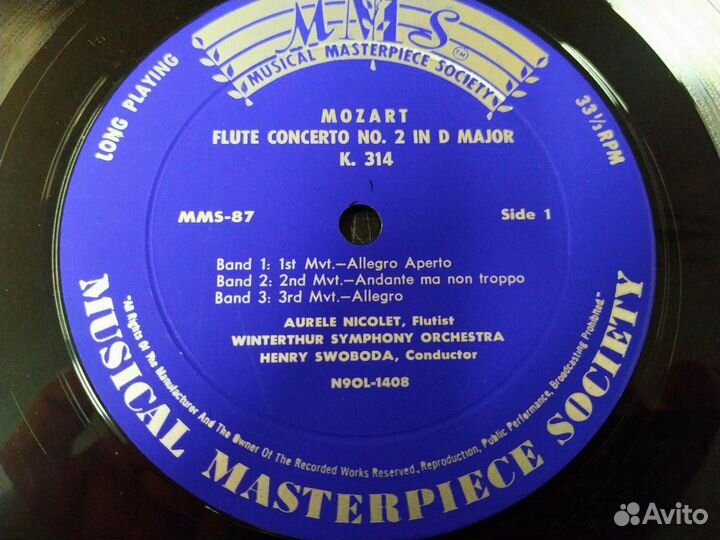 MMS
MUSICAL MASTERPIECE SOCIETY TM
LONG PLAYING
33 1/3 RPM
MOZART
FLUTE CONCERTO NO. 2 IN D MAJOR
K. 314
MMS-87
Side 1
Band 1: 1st Mvt.—Allegro Aperto
Band 2: 2nd Mvt.—Andante ma non troppo
Band 3: 3rd Mvt.—Allegro
AURELE NICOLET, Flutist
WINTERTHUR SYMPHONY ORCHESTRA
HENRY SWOBODA, Conductor
N9OL-1408
"All Rights Of The Manufacturer And The Owner Of The Recorded Works Reserved, Reproduction, Public Performance, Broadcasting Prohibited."
MUSICAL MASTERPIECE SOCIETY
Avito